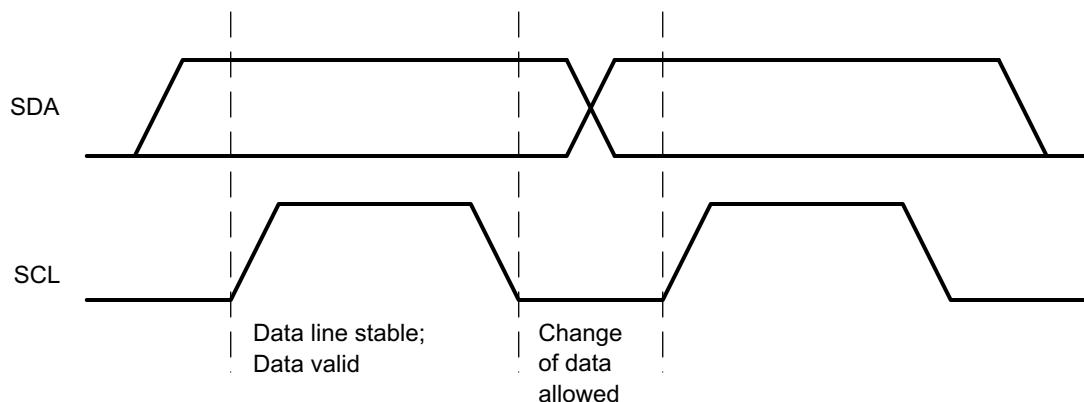 SDA
SCL
Data line stable;
Data valid
Change
of data
allowed